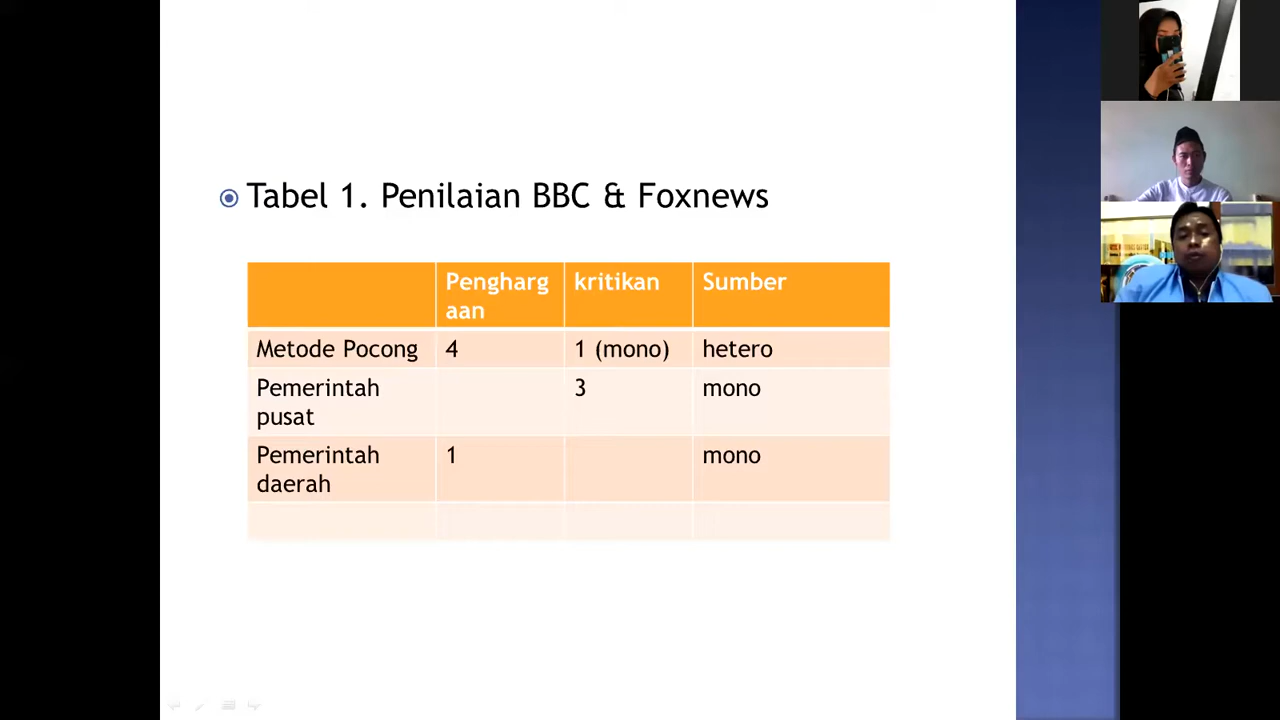 Tabel 1. Penilaian BBC & Foxnews
Pengharg
aan
kritikan
Sumber
Metode Pocong
4
1 (mono)
hetero
Pemerintah
pusat
3
mono
Pemerintah
daerah
1
mono